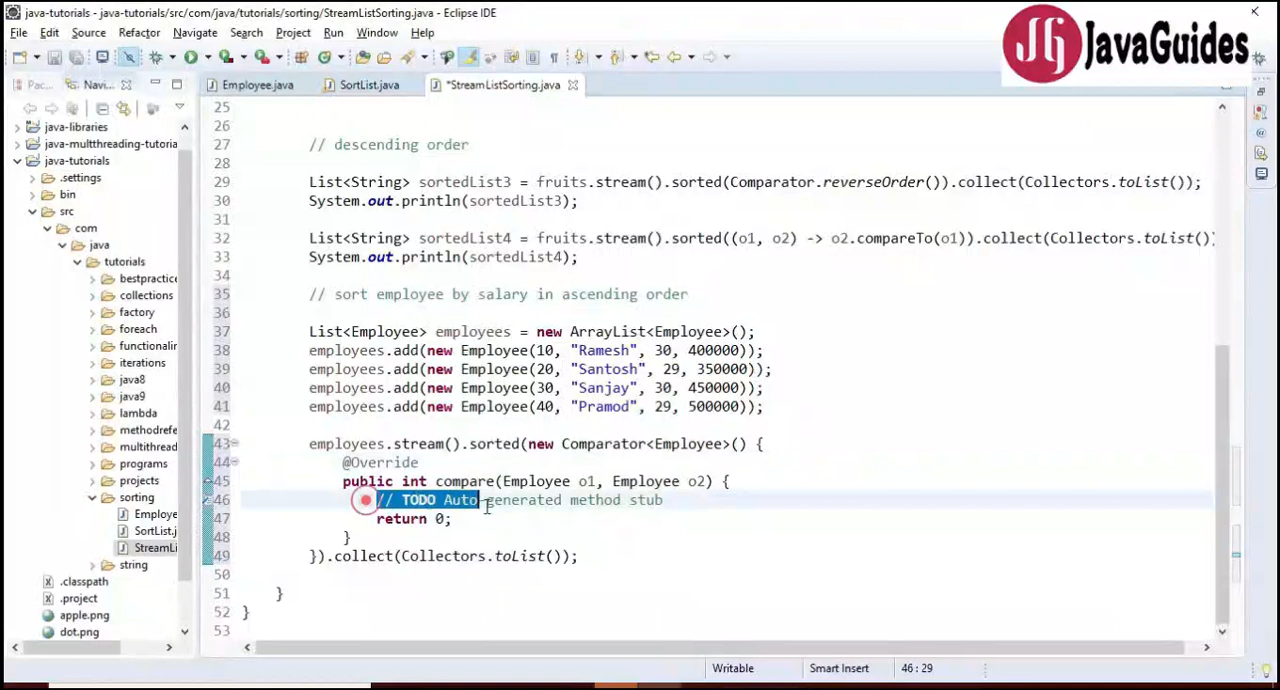 java-tutorials - java-tutorials/src/com/java/tutorials/sorting/StreamListSorting.java - Eclipse IDE
JG JavaGuides
File Edit Source Refactor Navigate Search Project Run Window Help
Pac... Navi...
Employee.java SortList.java *StreamListSorting.java
java-libraries
java-multthreading-tutoria
java-tutorials
.settings
bin
src
com
java
tutorials
bestpractice
collections
factory
foreach
functionalin
iterations
java8
java9
lambda
methodrefe
multithread
programs
projects
sorting
Employe
SortList.j
StreamLi
string
.classpath
.project
apple.png
dot.png
25
26
27 // descending order
28
29 List<String> sortedList3 = fruits.stream().sorted(Comparator.reverseOrder()).collect(Collectors.toList());
30 System.out.println(sortedList3);
31
32 List<String> sortedList4 = fruits.stream().sorted((o1, o2) -> o2.compareTo(o1)).collect(Collectors.toList()
33 System.out.println(sortedList4);
34
35 // sort employee by salary in ascending order
36
37 List<Employee> employees = new ArrayList<Employee>();
38 employees.add(new Employee(10, "Ramesh", 30, 400000));
39 employees.add(new Employee(20, "Santosh", 29, 350000));
40 employees.add(new Employee(30, "Sanjay", 30, 450000));
41 employees.add(new Employee(40, "Pramod", 29, 500000));
42
43 employees.stream().sorted(new Comparator<Employee>() {
44 @Override
45 public int compare(Employee o1, Employee o2) {
46 // TODO Auto-generated method stub
47 return 0;
48 }
49 }).collect(Collectors.toList());
50
51 }
52 }
53
Writable Smart Insert 46 : 29